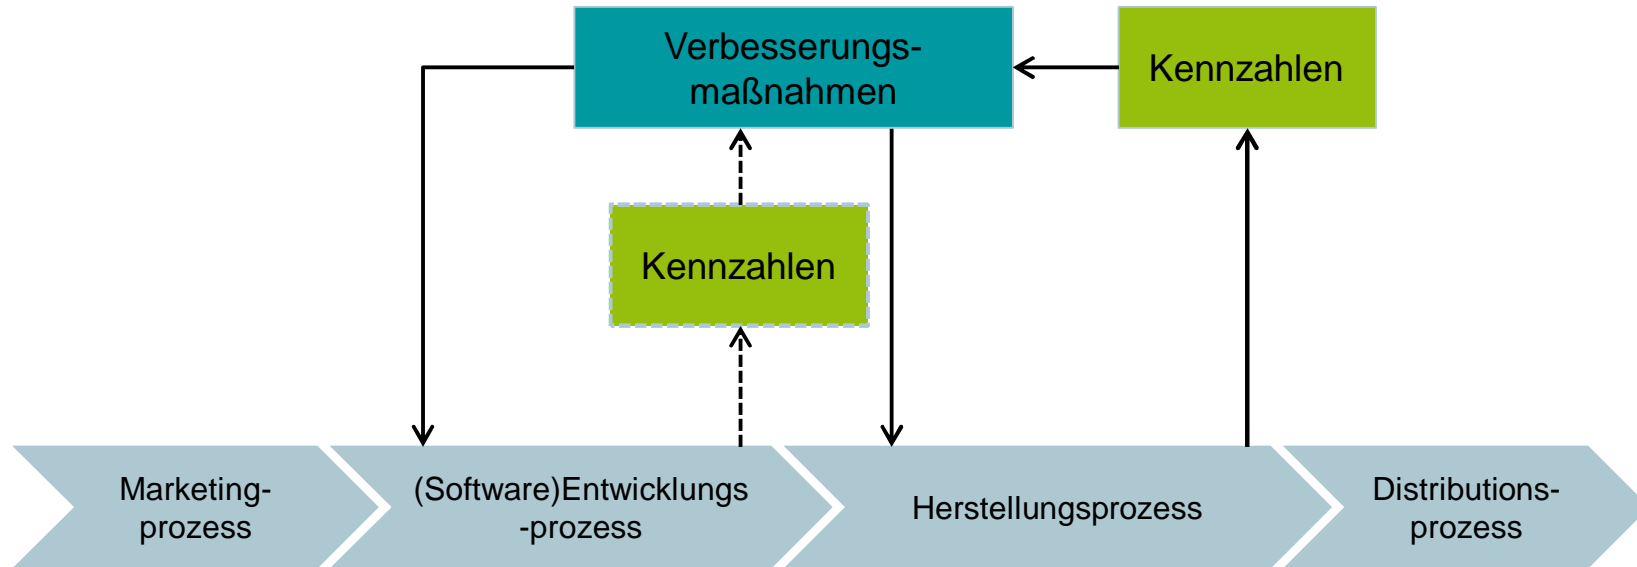 Verbesserungs-
maßnahmen
Kennzahlen
Kennzahlen
Marketing-
prozess
(Software)Entwicklungs
-prozess
Herstellungsprozess
Distributions-
prozess